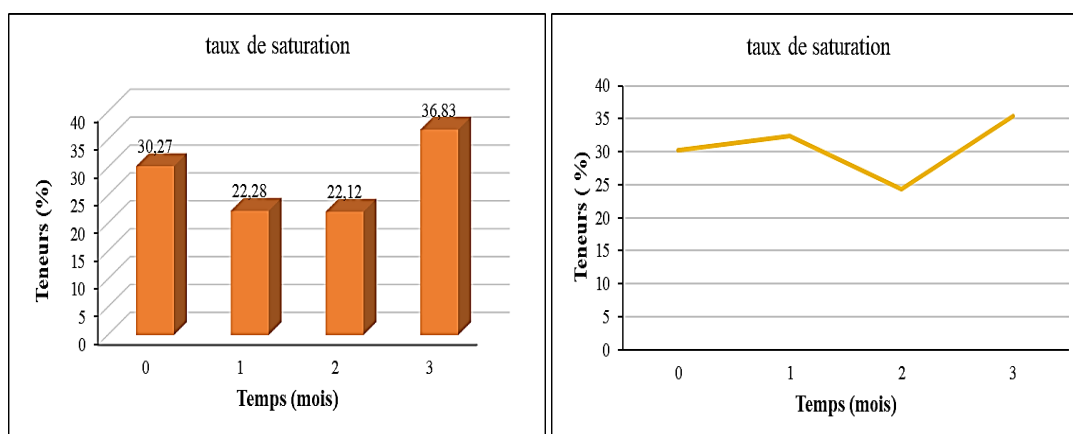 taux de saturation
Teneurs (%)
40
35
30
25
20
15
10
5
0
30,27
22,28
22,12
36,83
0 1 2 3
Temps (mois)
taux de saturation
Teneurs ( %)
40
35
30
25
20
15
10
5
0
0 1 2 3
Temps (mois)